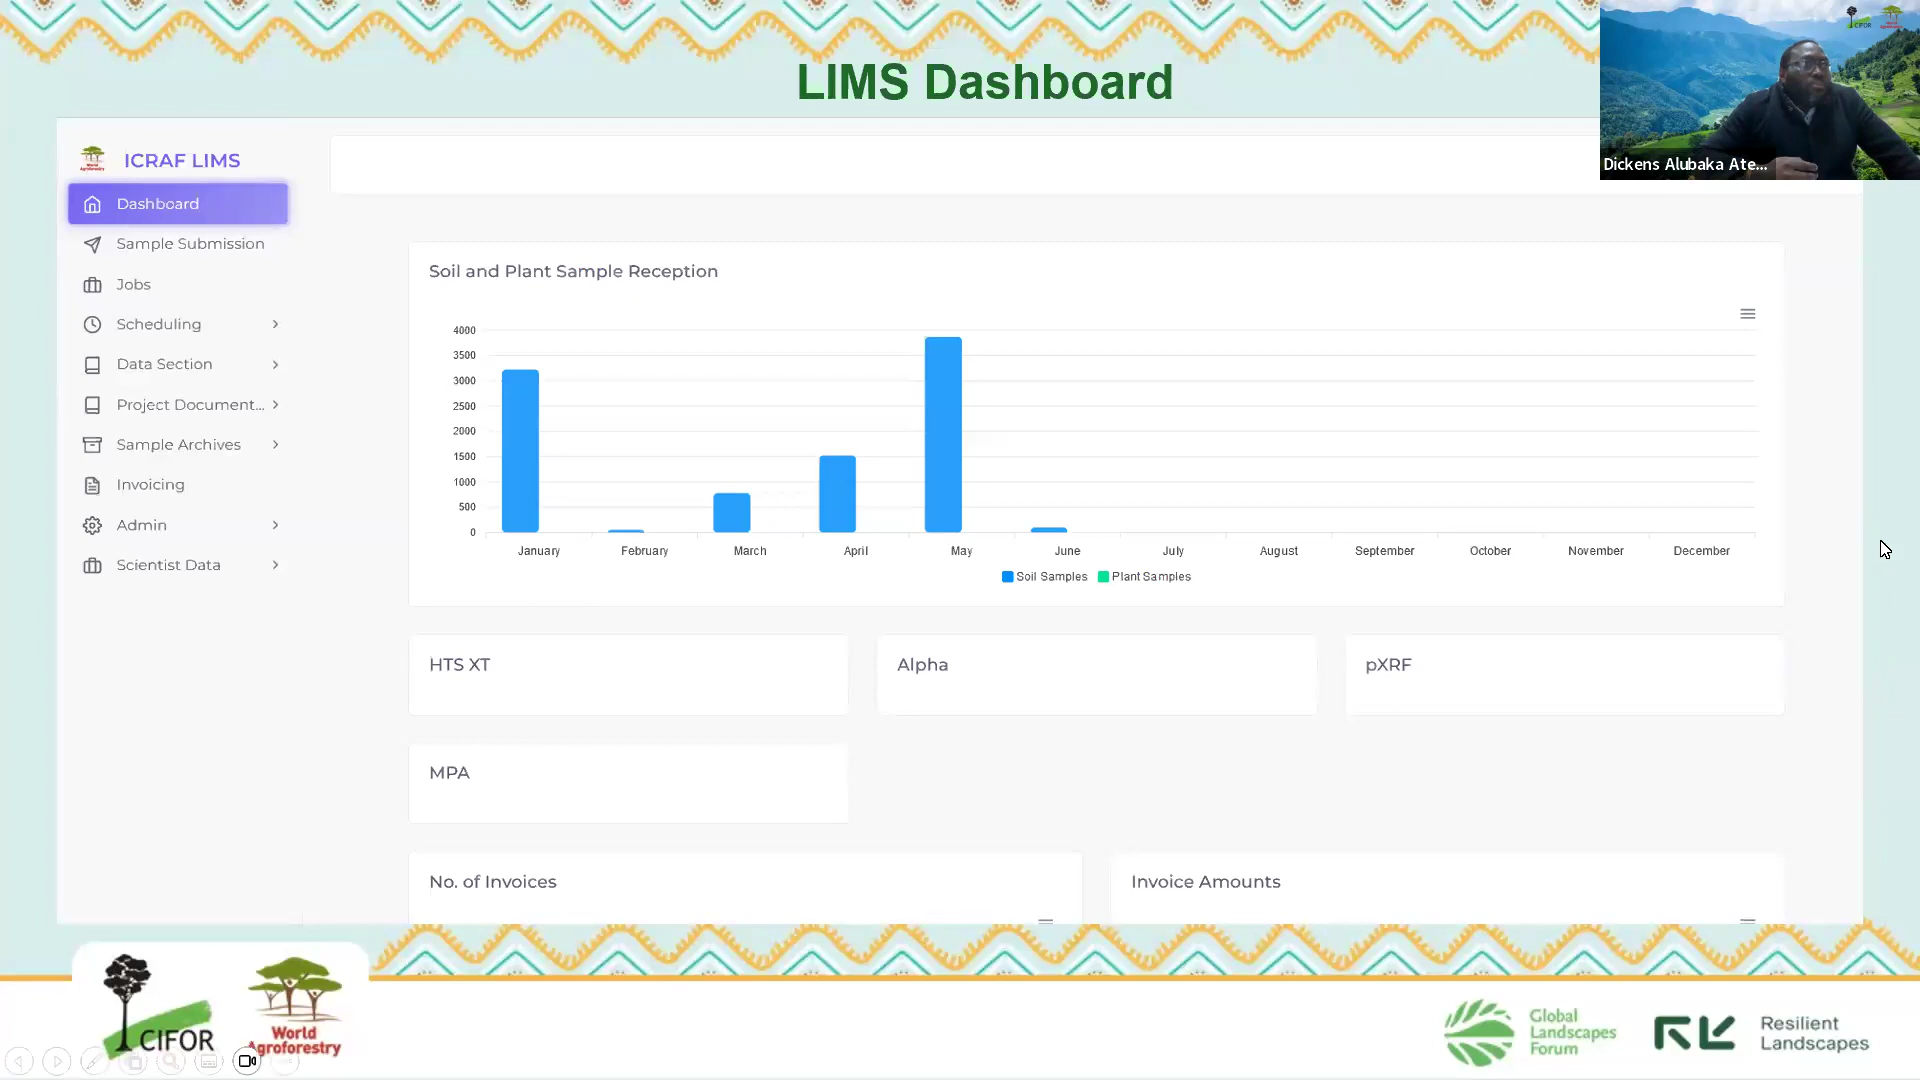 LIMS Dashboard
CIFOR
Dickens Alubaka Ate...
ICRAF LIMS
Dashboard
Sample Submission
Jobs
Scheduling
Data Section
Project Document...
Sample Archives
Invoicing
Admin
Scientist Data
Soil and Plant Sample Reception
4000
3500
3000
2500
2000
1500
1000
500
0
January February March April May June July August September October November December
Soil Samples Plant Samples
HTS XT
Alpha
pXRF
MPA
No. of Invoices
Invoice Amounts
CIFOR
World
Agroforestry
Global
Landscapes
Forum
Resilient
Landscapes